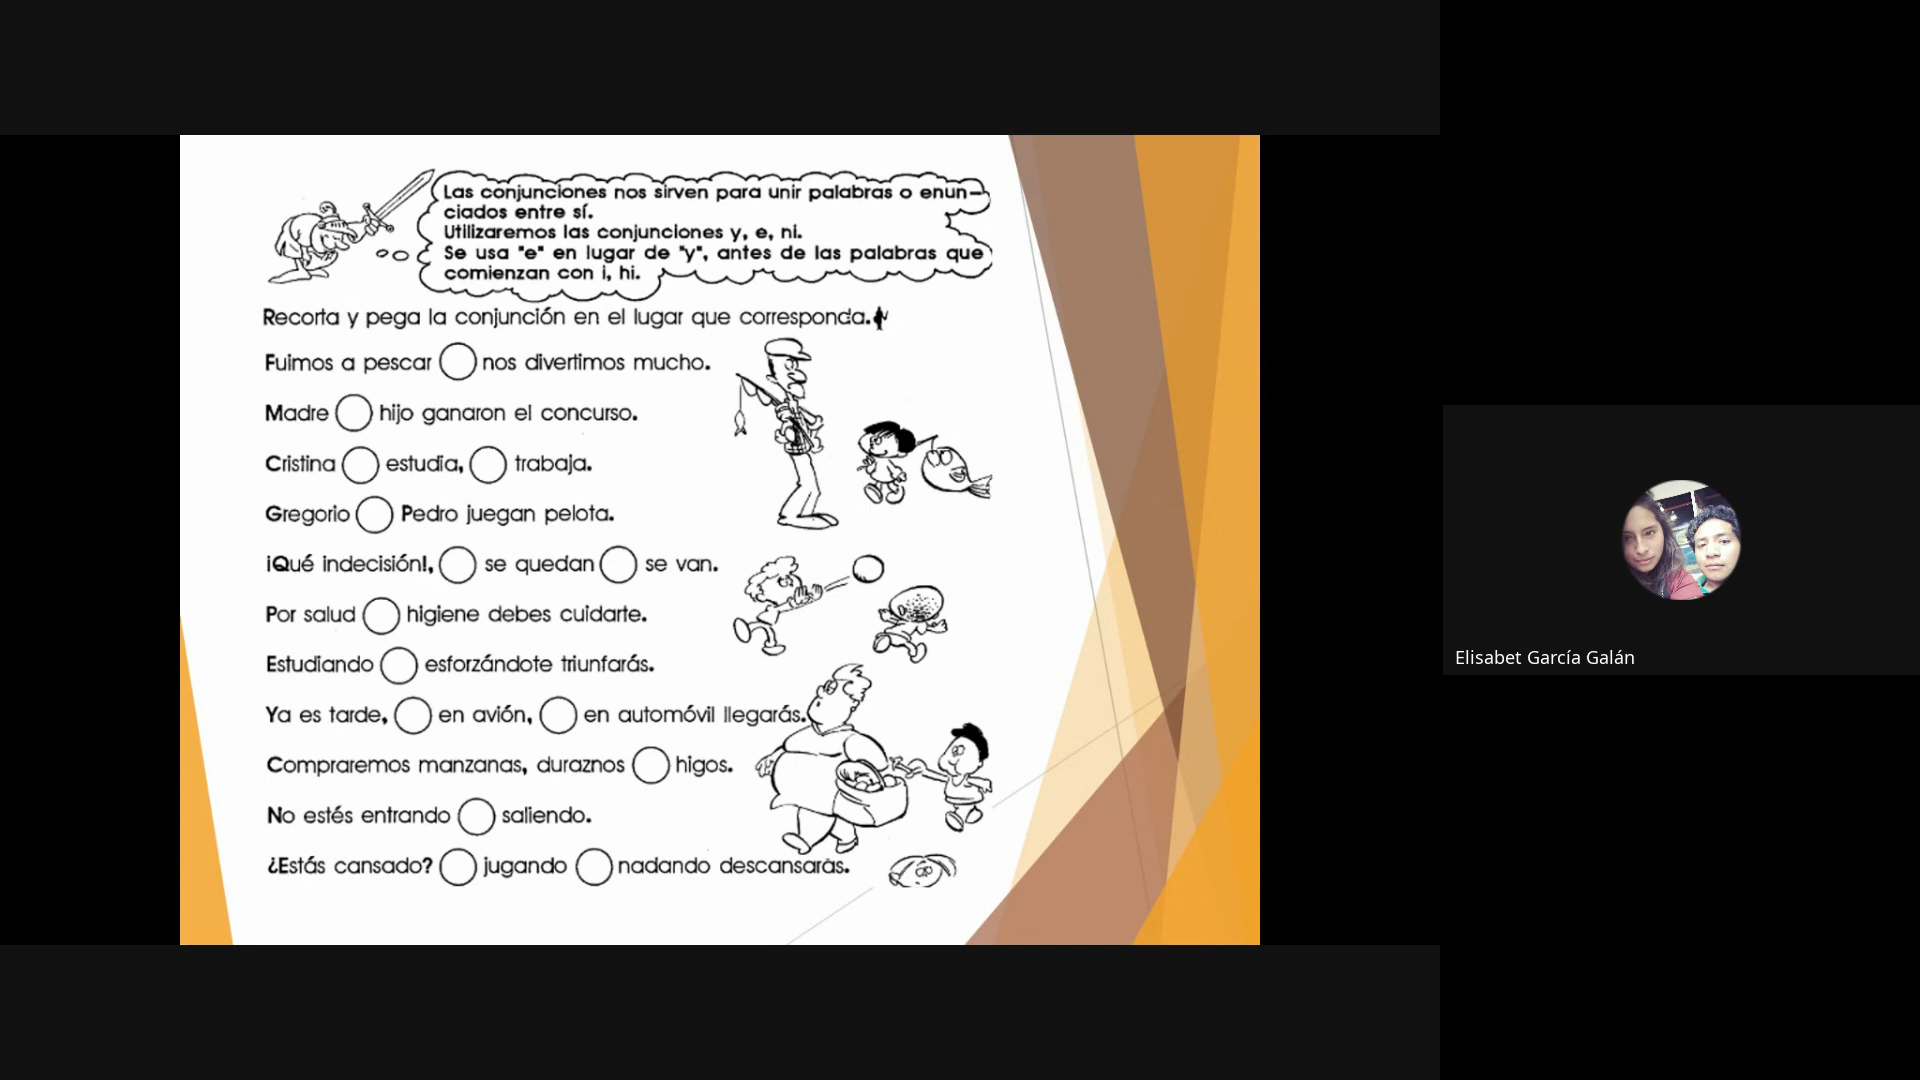 Las conjunciones nos sirven para unir palabras o enun-
ciados entre sí.
Utilizaremos las conjunciones y, e, ni.
Se usa "e" en lugar de "y", antes de las palabras que
comienzan con i, hi.
Recorta y pega la conjunción en el lugar que corresponda.
Fuimos a pescar nos divertimos mucho.
Madre hijo ganaron el concurso.
Cristina estudia, trabaja.
Gregorio Pedro juegan pelota.
¡Qué indecisión!, se quedan se van.
Por salud higiene debes cuidarte.
Estudiando esforzándote triunfarás.
Ya es tarde, en avión, en automóvil llegarás.
Compraremos manzanas, duraznos higos.
No estés entrando saliendo.
¿Estás cansado? jugando nadando descansarás.
Elisabet García Galán